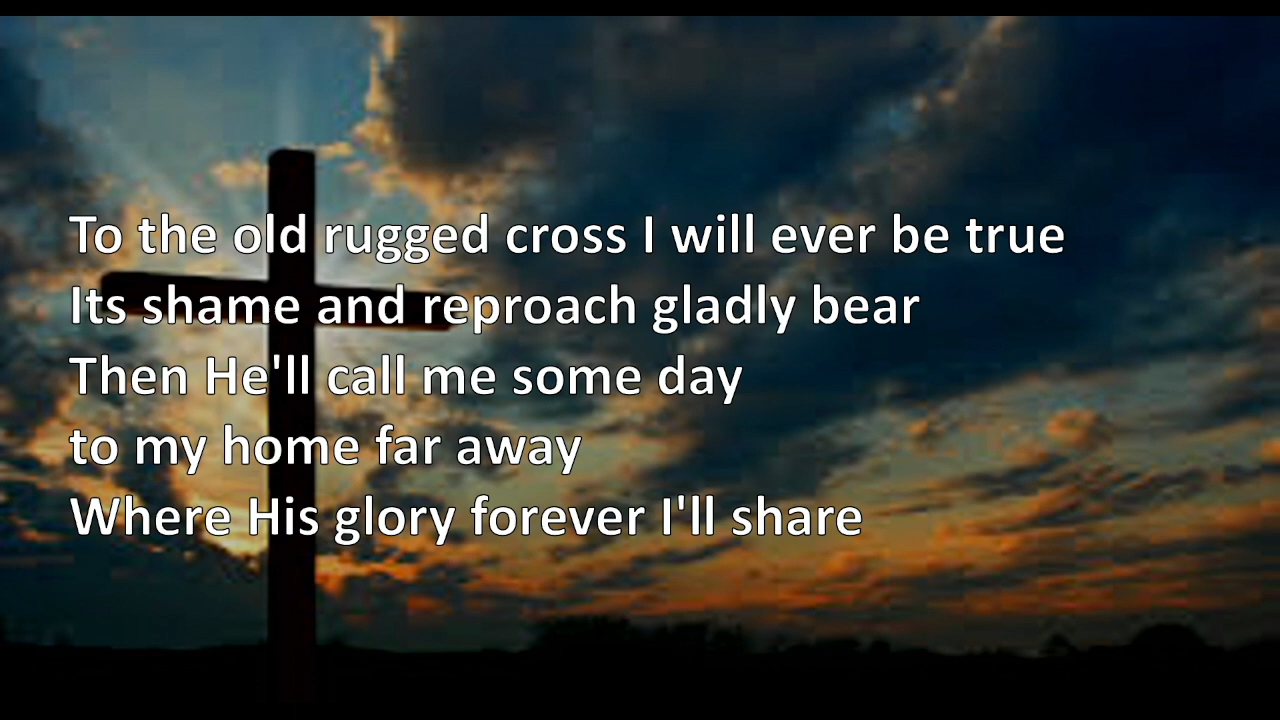 To the old rugged cross I will ever be true
Its shame and reproach gladly bear
Then He'll call me some day
to my home far away
Where His glory forever I'll share